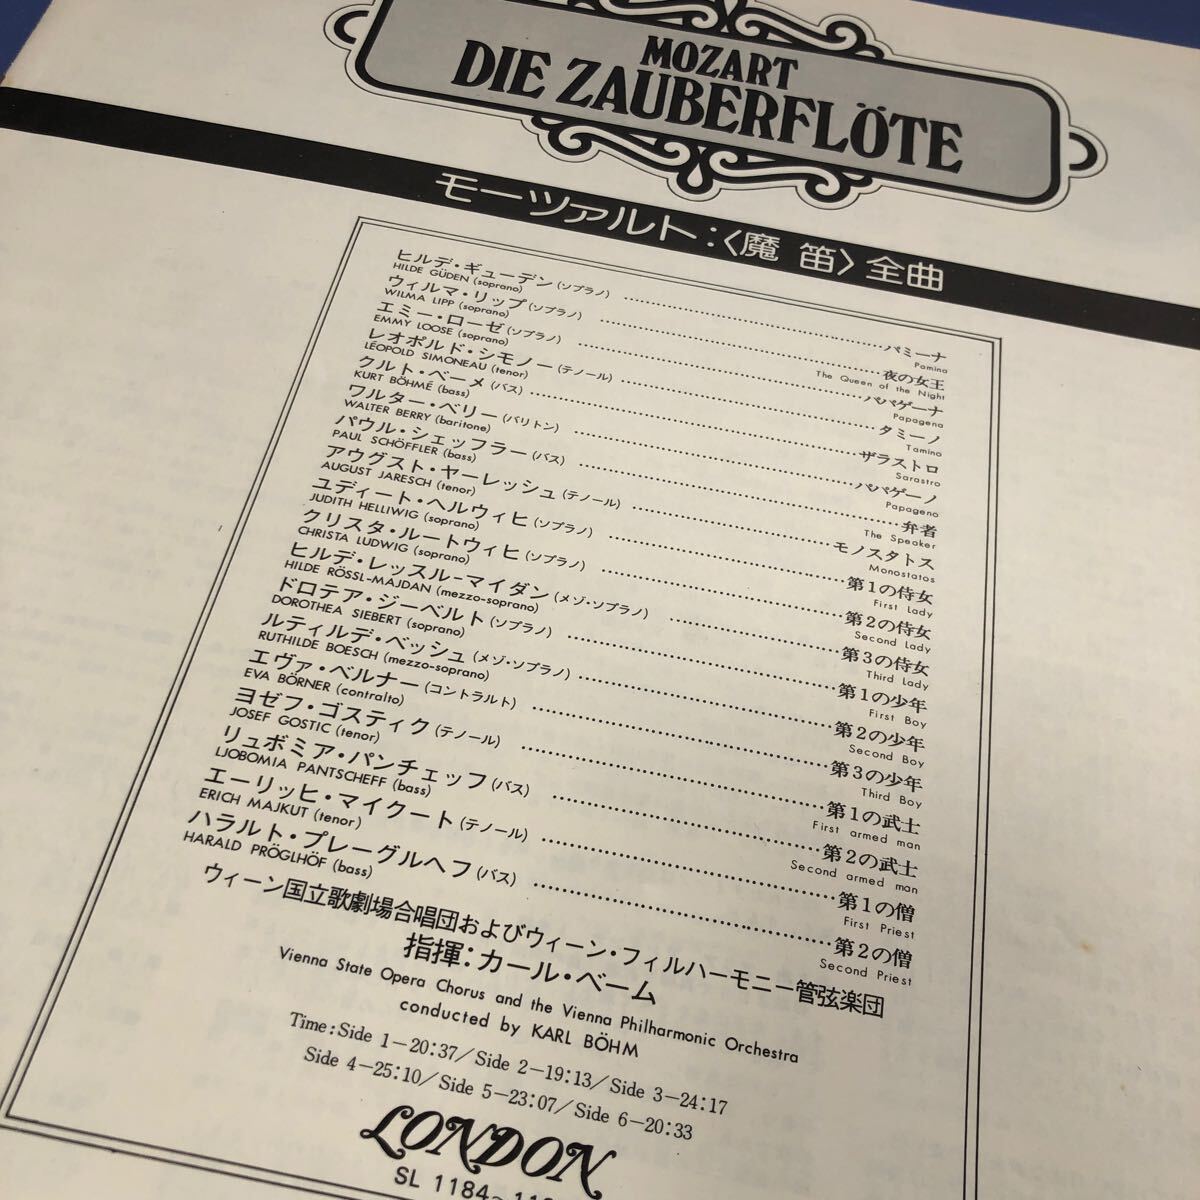 MOZART
DIE ZAUBERFLÖTE
モーツァルト:〈魔 笛〉全曲
ヒルデ・ギューデン(ソプラノ) パミーナ
HILDE GÜDEN (soprano) Pamina
ウィルマ・リップ(ソプラノ) 夜の女王
WILMA LIPP (soprano) The Queen of the Night
エミー・ローゼ(ソプラノ) パパゲーナ
EMMY LOOSE (soprano) Papagena
レオポルド・シモノー(テノール) タミーノ
LÉOPOLD SIMONEAU (tenor) Tamino
クルト・ベーメ(バス) ザラストロ
KURT BÖHMÉ (bass) Sarastro
ワルター・ベリー(バリトン) パパゲーノ
WALTER BERRY (baritone) Papageno
パウル・シェッフラー(バス) 弁者
PAUL SCHÖFFLER (bass) The Speaker
アウグスト・ヤーレッシュ(テノール) モノスタトス
AUGUST JARESCH (tenor) Monostatos
ユディート・ヘルウィヒ(ソプラノ) 第1の侍女
JUDITH HELLIWIG (soprano) First Lady
クリスタ・ルートウィヒ(ソプラノ) 第2の侍女
CHRISTA LUDWIG (soprano) Second Lady
ヒルデ・レッスル-マイダン(メゾ・ソプラノ) 第3の侍女
HILDE RÖSSL-MAJDAN (mezzo-soprano) Third Lady
ドロテア・ジーベルト(ソプラノ) 第1の少年
DOROTHEA SIEBERT (soprano) First Boy
ルティルデ・ベッシュ(メゾ・ソプラノ) 第2の少年
RUTHILDE BOESCH (mezzo-soprano) Second Boy
エヴァ・ベルナー(コントラルト) 第3の少年
EVA BÖRNER (contralto) Third Boy
ヨゼフ・ゴスティク(テノール) 第1の武士
JOSEF GOSTIC (tenor) First armed man
リュボミア・パンチェッフ(バス) 第2の武士
LJOBOMIA PANTSCHEFF (bass) Second armed man
エーリッヒ・マイクート(テノール) 第1の僧
ERICH MAJKUT (tenor) First Priest
ハラルト・プレーグルヘフ(バス) 第2の僧
HARALD PRÖGLHÖF (bass) Second Priest
ウィーン国立歌劇場合唱団およびウィーン・フィルハーモニー管弦楽団
指揮:カール・ベーム
Vienna State Opera Chorus and the Vienna Philharmonic Orchestra
conducted by KARL BÖHM
Time:Side 1-20:37/Side 2-19:13/Side 3-24:17
Side 4-25:10/Side 5-23:07/Side 6-20:33
LONDON
SL 1184~